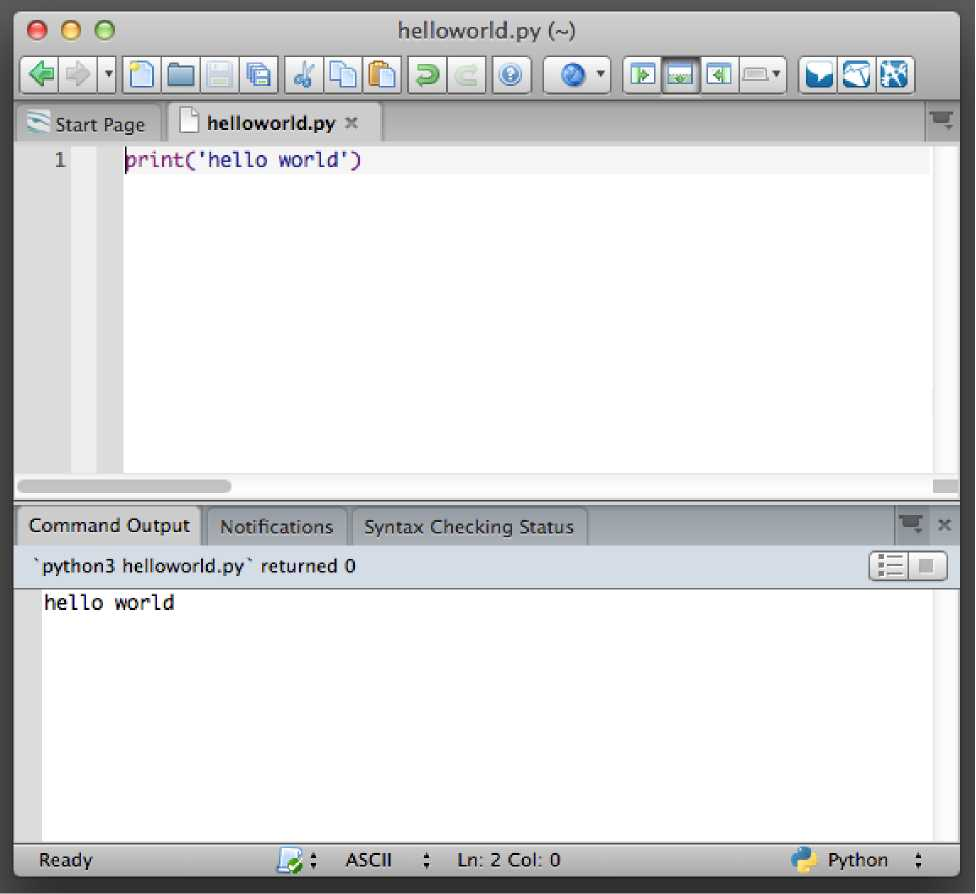 helloworld.py (~)
Start Page
helloworld.py
1 print('hello world')
Command Output Notifications Syntax Checking Status
`python3 helloworld.py` returned 0
hello world
Ready ASCII Ln: 2 Col: 0 Python